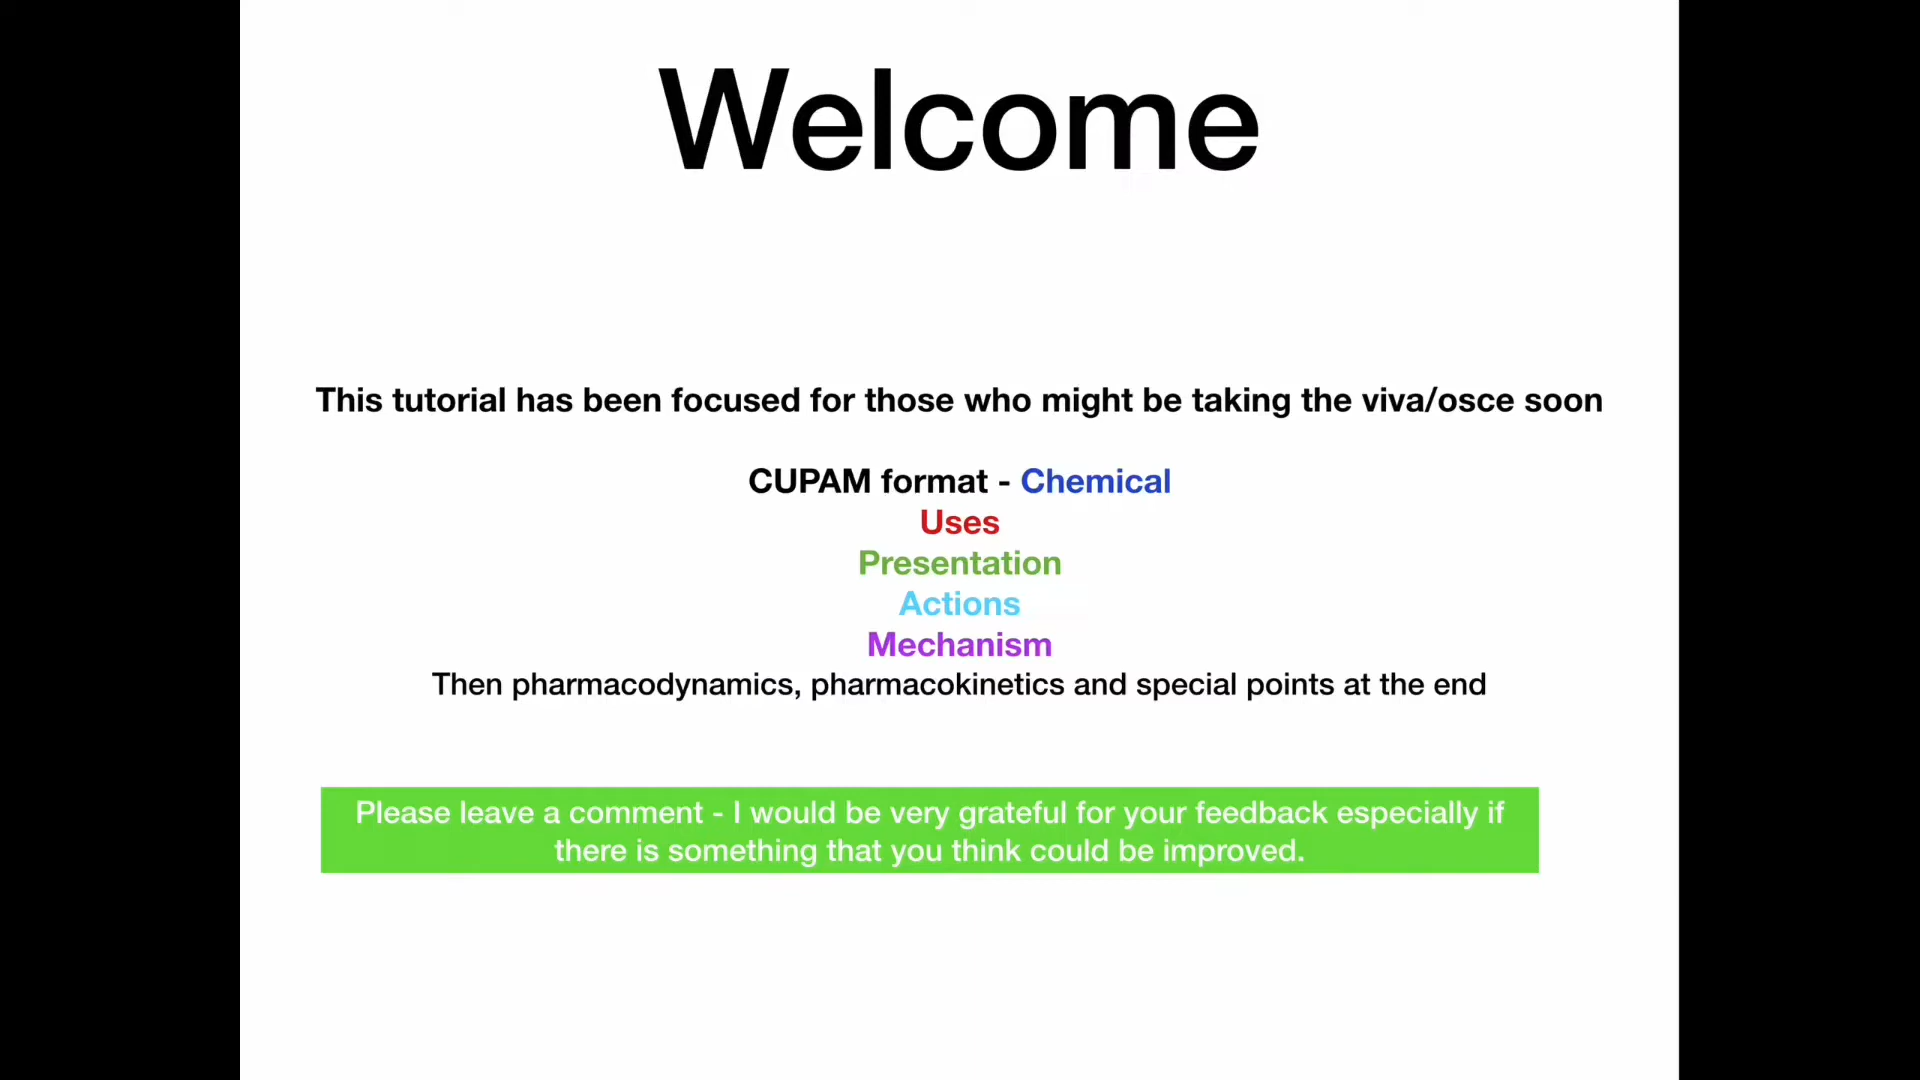 Welcome
This tutorial has been focused for those who might be taking the viva/osce soon
CUPAM format - Chemical
Uses
Presentation
Actions
Mechanism
Then pharmacodynamics, pharmacokinetics and special points at the end
Please leave a comment - I would be very grateful for your feedback especially if
there is something that you think could be improved.